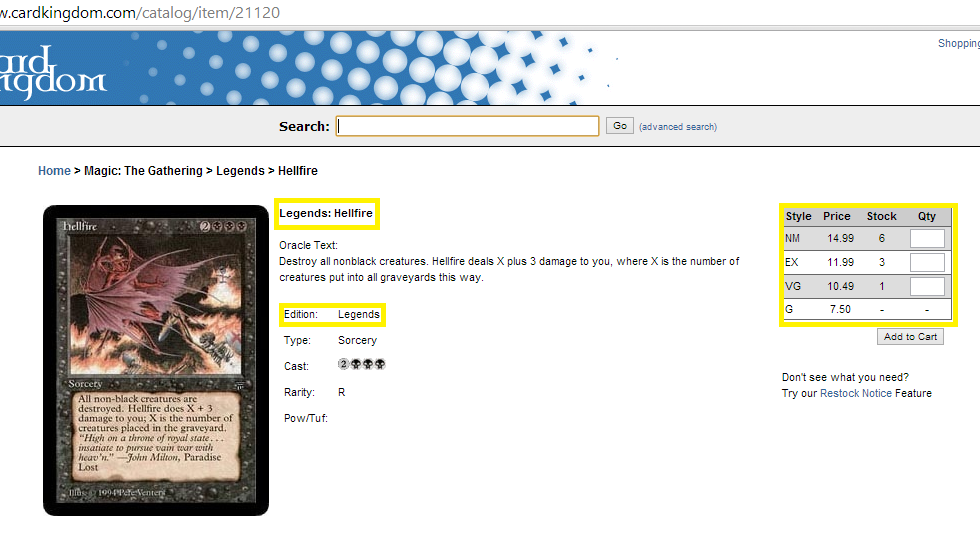 w.cardkingdom.com/catalog/item/21120
Shopping
ard
ngdom
Search:
Go
(advanced search)
Home > Magic: The Gathering > Legends > Hellfire
Hellfire
2
Sorcery
All non-black creatures are
destroyed. Hellfire does X + 3
damage to you; X is the number of
creatures placed in the graveyard.
"High on a throne of royal state . . .
insatiate to pursue vain war with
heav'n." —John Milton, Paradise
Lost
Illus. © 1994 Pete Venters
Legends: Hellfire
Oracle Text:
Destroy all nonblack creatures. Hellfire deals X plus 3 damage to you, where X is the number of
creatures put into all graveyards this way.
Edition: Legends
Type: Sorcery
Cast: 2
Rarity: R
Pow/Tuf:
Style Price Stock Qty
NM 14.99 6
EX 11.99 3
VG 10.49 1
G 7.50 - -
Add to Cart
Don't see what you need?
Try our Restock Notice Feature